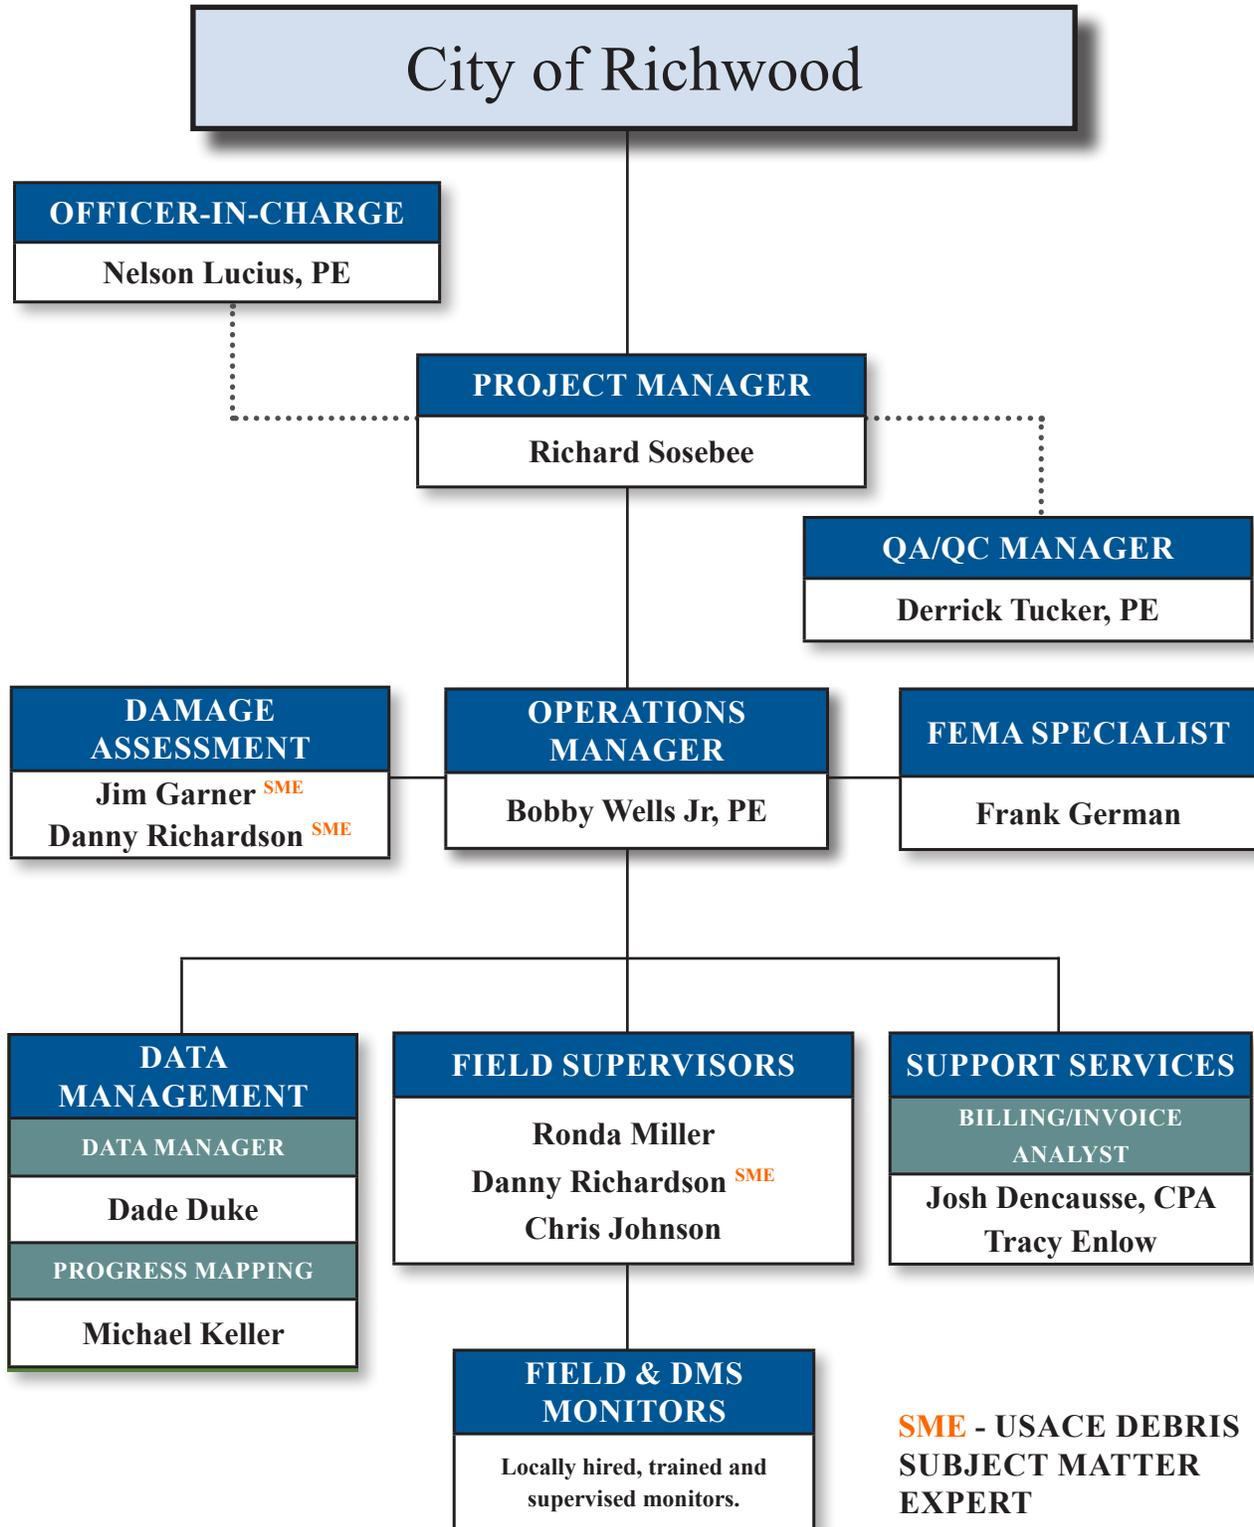 City of Richwood
OFFICER-IN-CHARGE
Nelson Lucius, PE
PROJECT MANAGER
Richard Sosebee
QA/QC MANAGER
Derrick Tucker, PE
DAMAGE
ASSESSMENT
Jim Garner SME
Danny Richardson SME
OPERATIONS
MANAGER
Bobby Wells Jr, PE
FEMA SPECIALIST
Frank German
DATA
MANAGEMENT
DATA MANAGER
Dade Duke
PROGRESS MAPPING
Michael Keller
FIELD SUPERVISORS
Ronda Miller
Danny Richardson SME
Chris Johnson
SUPPORT SERVICES
BILLING/INVOICE
ANALYST
Josh Dencausse, CPA
Tracy Enlow
FIELD & DMS
MONITORS
Locally hired, trained and
supervised monitors.
SME - USACE DEBRIS
SUBJECT MATTER
EXPERT